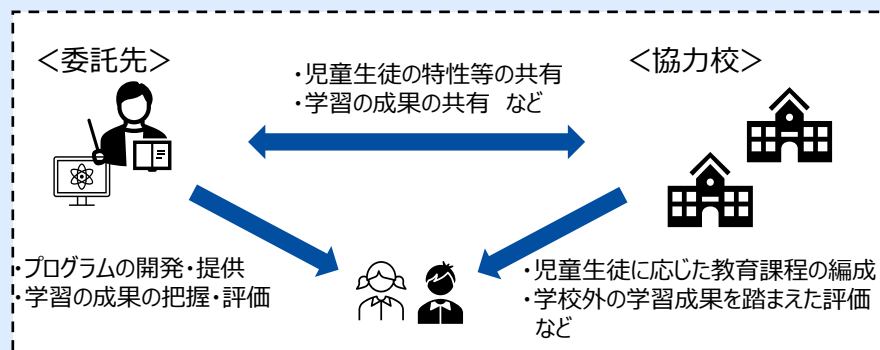 ＜委託先＞
・児童生徒の特性等の共有
・学習の成果の共有　など
＜協力校＞
・プログラムの開発・提供
・学習の成果の把握・評価
・児童生徒に応じた教育課程の編成
・学校外の学習成果を踏まえた評価
など